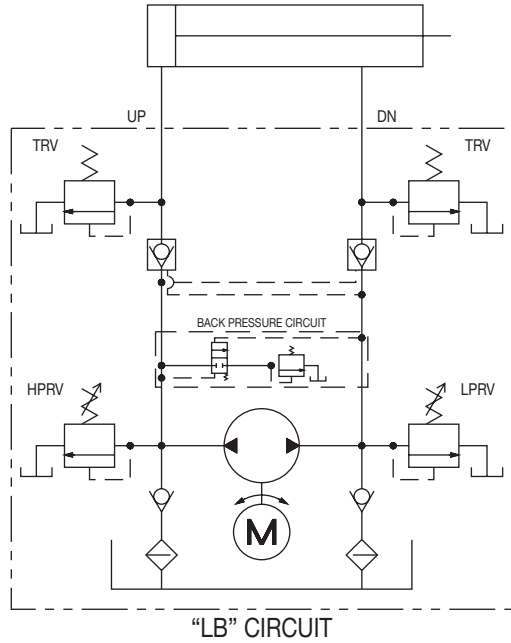 UP
DN
TRV
TRV
BACK PRESSURE CIRCUIT
HPRV
LPRV
M
“LB” CIRCUIT